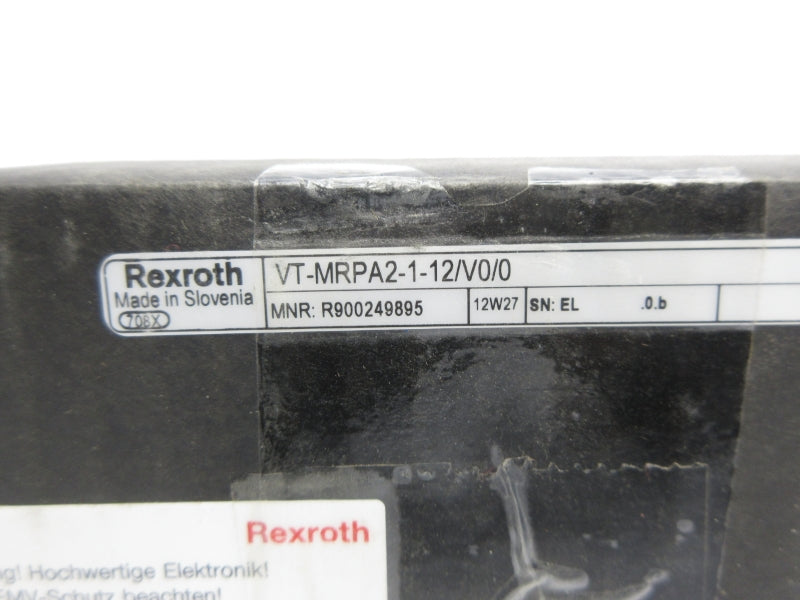 Rexroth
Made in Slovenia
708X
VT-MRPA2-1-12/V0/0
MNR: R900249895
12W27
SN: EL .0.b
Rexroth
Hochwertige Elektronik!
EMV-Schutz beachten!